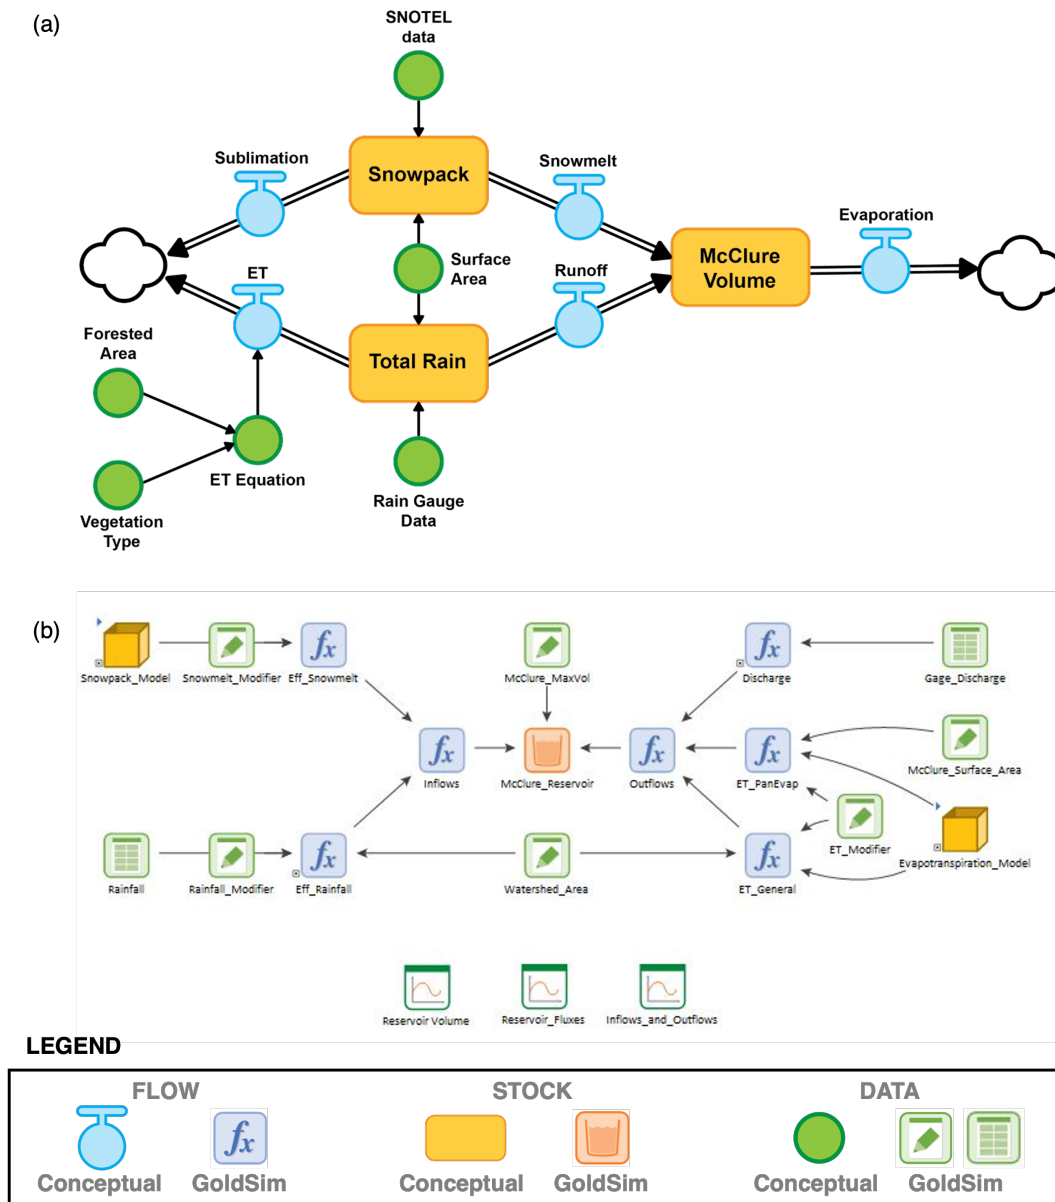 (a)
SNOTEL
data
Sublimation
Snowpack
Snowmelt
Evaporation
ET
Surface
Area
Runoff
McClure
Volume
Forested
Area
Total Rain
ET Equation
Rain Gauge
Data
Vegetation
Type
(b)
Snowpack_Model
Snowmelt_Modifier
Eff_Snowmelt
McClure_MaxVol
Discharge
Gage_Discharge
Inflows
McClure_Reservoir
Outflows
ET_PanEvap
McClure_Surface_Area
ET_Modifier
Evapotranspiration_Model
Rainfall
Rainfall_Modifier
Eff_Rainfall
Watershed_Area
ET_General
Reservoir Volume
Reservoir_Fluxes
Inflows_and_Outflows
LEGEND
FLOW
STOCK
DATA
Conceptual
GoldSim
Conceptual
GoldSim
Conceptual
GoldSim